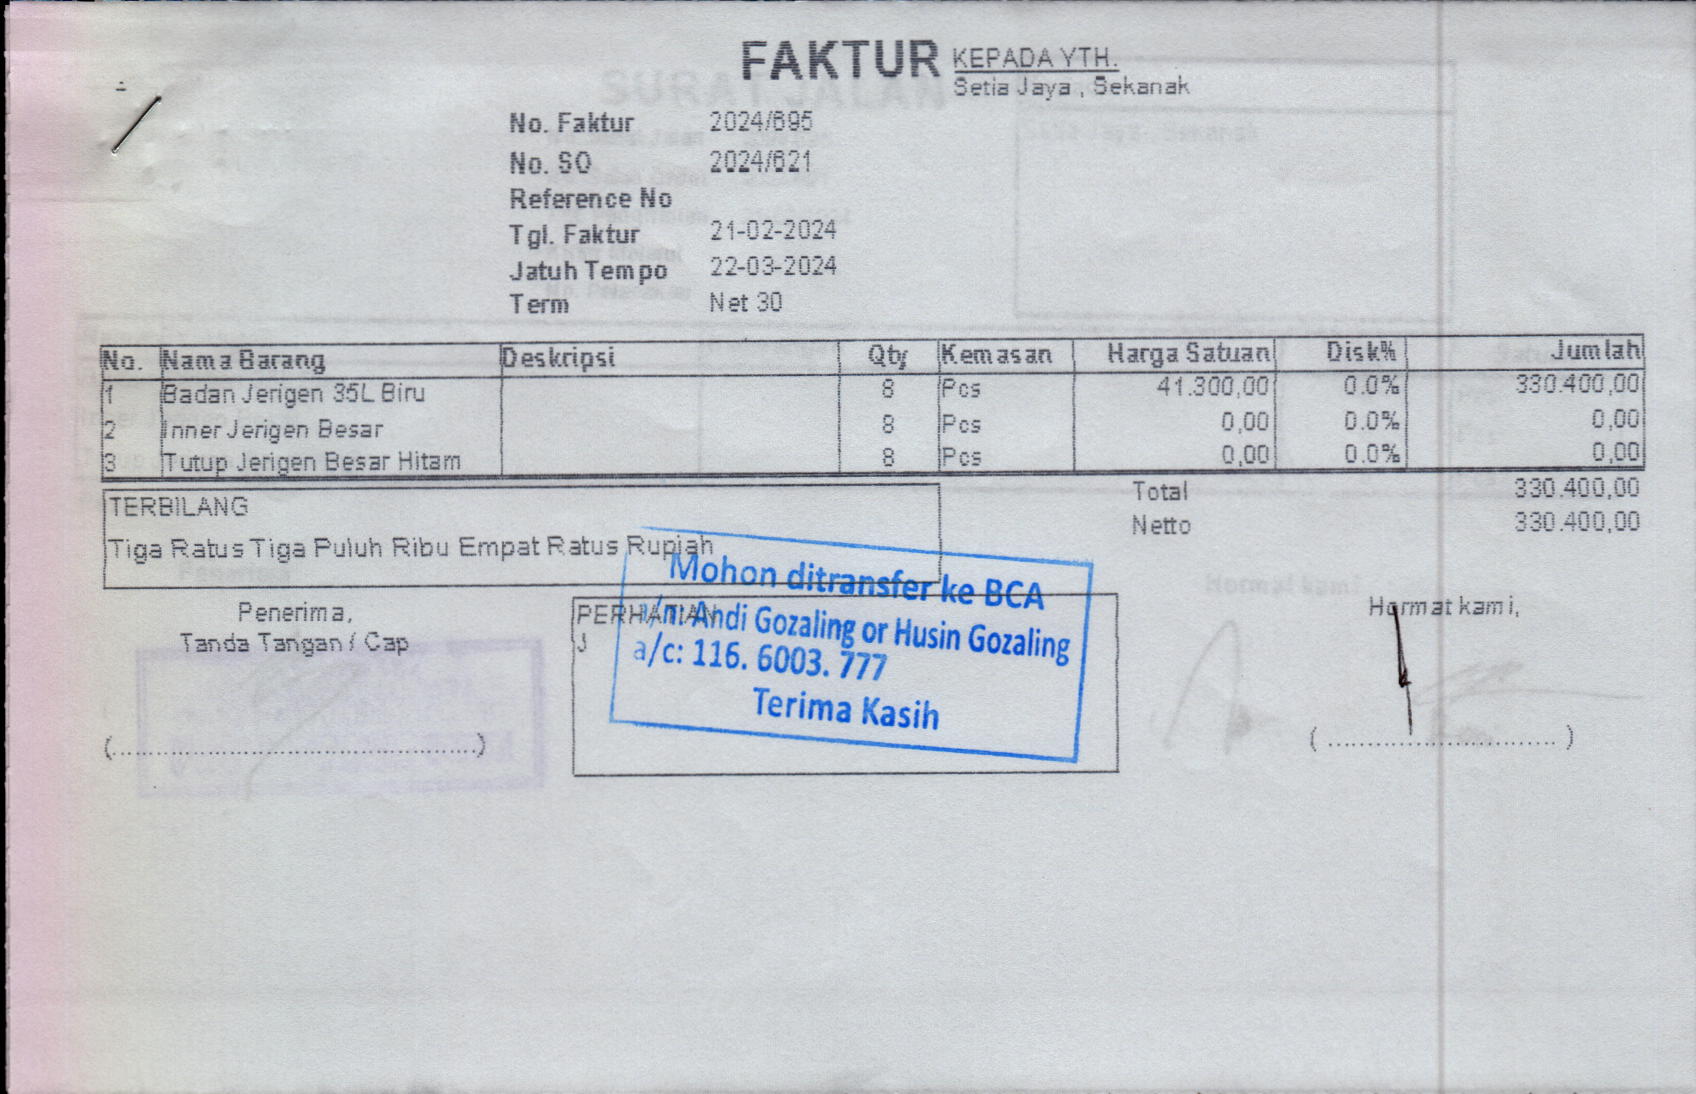 FAKTUR
KEPADA YTH.
Setia Jaya , Sekanak
No. Faktur 2024/695
No. SO 2024/621
Reference No
Tgl. Faktur 21-02-2024
Jatuh Tempo 22-03-2024
Term Net 30
No. Nama Barang Deskripsi Qty Kemasan Harga Satuan Disk% Jumlah
1 Badan Jerigen 35L Biru 8 Pcs 41.300,00 0.0% 330.400,00
2 Inner Jerigen Besar 8 Pcs 0,00 0.0% 0,00
3 Tutup Jerigen Besar Hitam 8 Pcs 0,00 0.0% 0,00
Total 330.400,00
Netto 330.400,00
TERBILANG
Tiga Ratus Tiga Puluh Ribu Empat Ratus Rupiah
Penerima,
Tanda Tangan / Cap
(................................................)
PERHATIAN
J
Mohon ditransfer ke BCA
a/n: Andi Gozaling or Husin Gozaling
a/c: 116. 6003. 777
Terima Kasih
Hormat kami,
( .............................. )
SURAT JALAN
Hormat kami